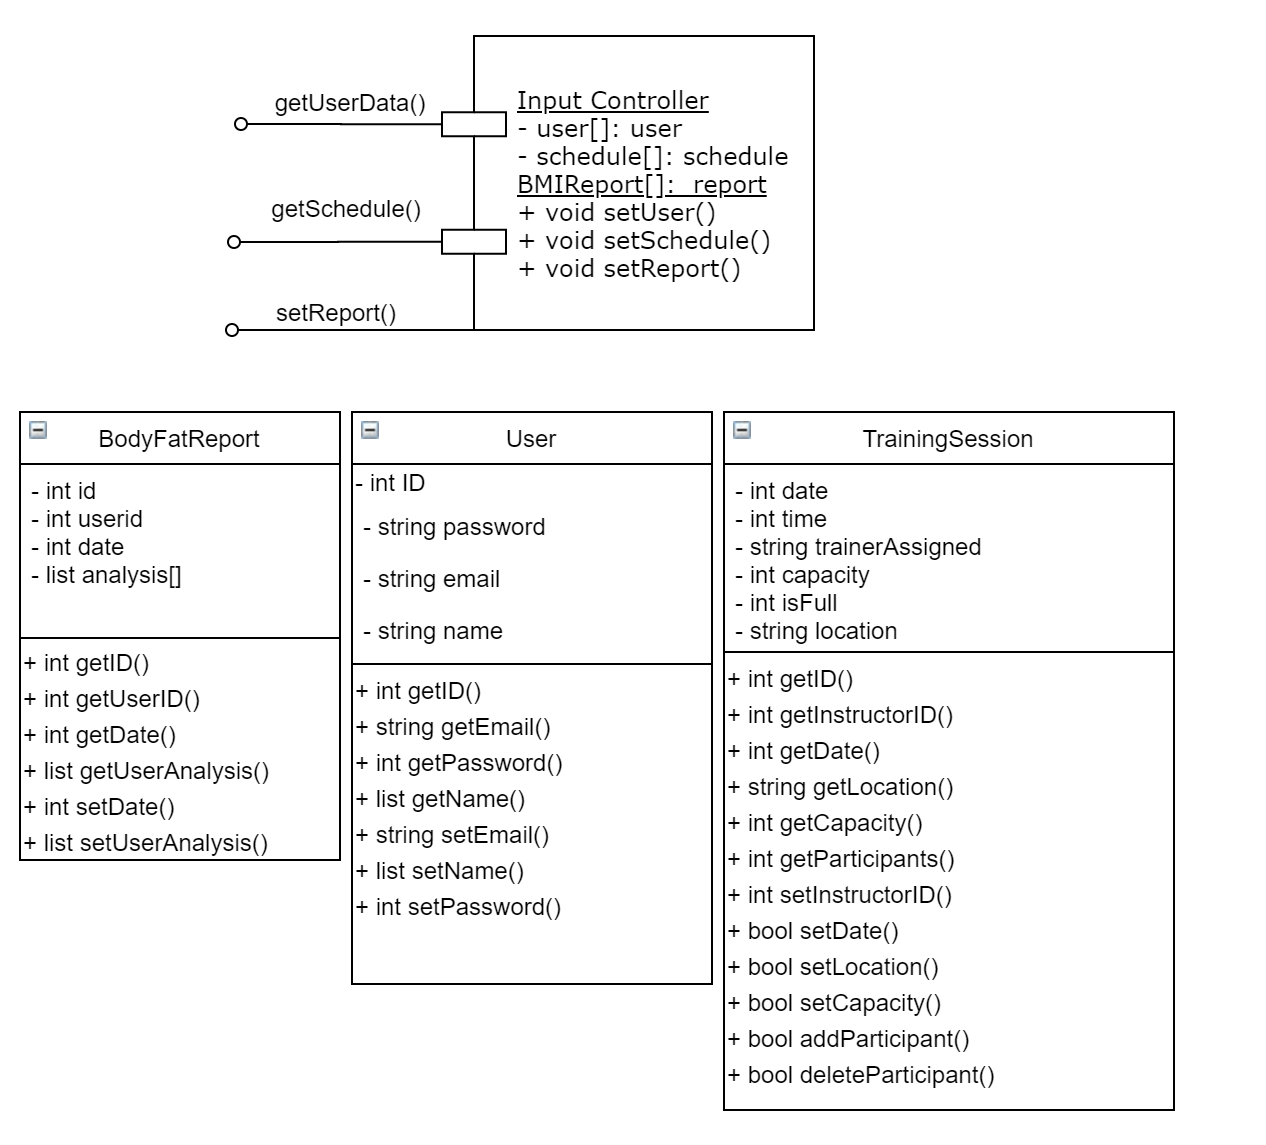 getUserData()
getSchedule()
setReport()
Input Controller
- user[]: user
- schedule[]: schedule
BMIReport[]:  report
+ void setUser()
+ void setSchedule()
+ void setReport()
BodyFatReport
- int id
- int userid
- int date
- list analysis[]
+ int getID()
+ int getUserID()
+ int getDate()
+ list getUserAnalysis()
+ int setDate()
+ list setUserAnalysis()
User
- int ID
- string password
- string email
- string name
+ int getID()
+ string getEmail()
+ int getPassword()
+ list getName()
+ string setEmail()
+ list setName()
+ int setPassword()
TrainingSession
- int date
- int time
- string trainerAssigned
- int capacity
- int isFull
- string location
+ int getID()
+ int getInstructorID()
+ int getDate()
+ string getLocation()
+ int getCapacity()
+ int getParticipants()
+ int setInstructorID()
+ bool setDate()
+ bool setLocation()
+ bool setCapacity()
+ bool addParticipant()
+ bool deleteParticipant()